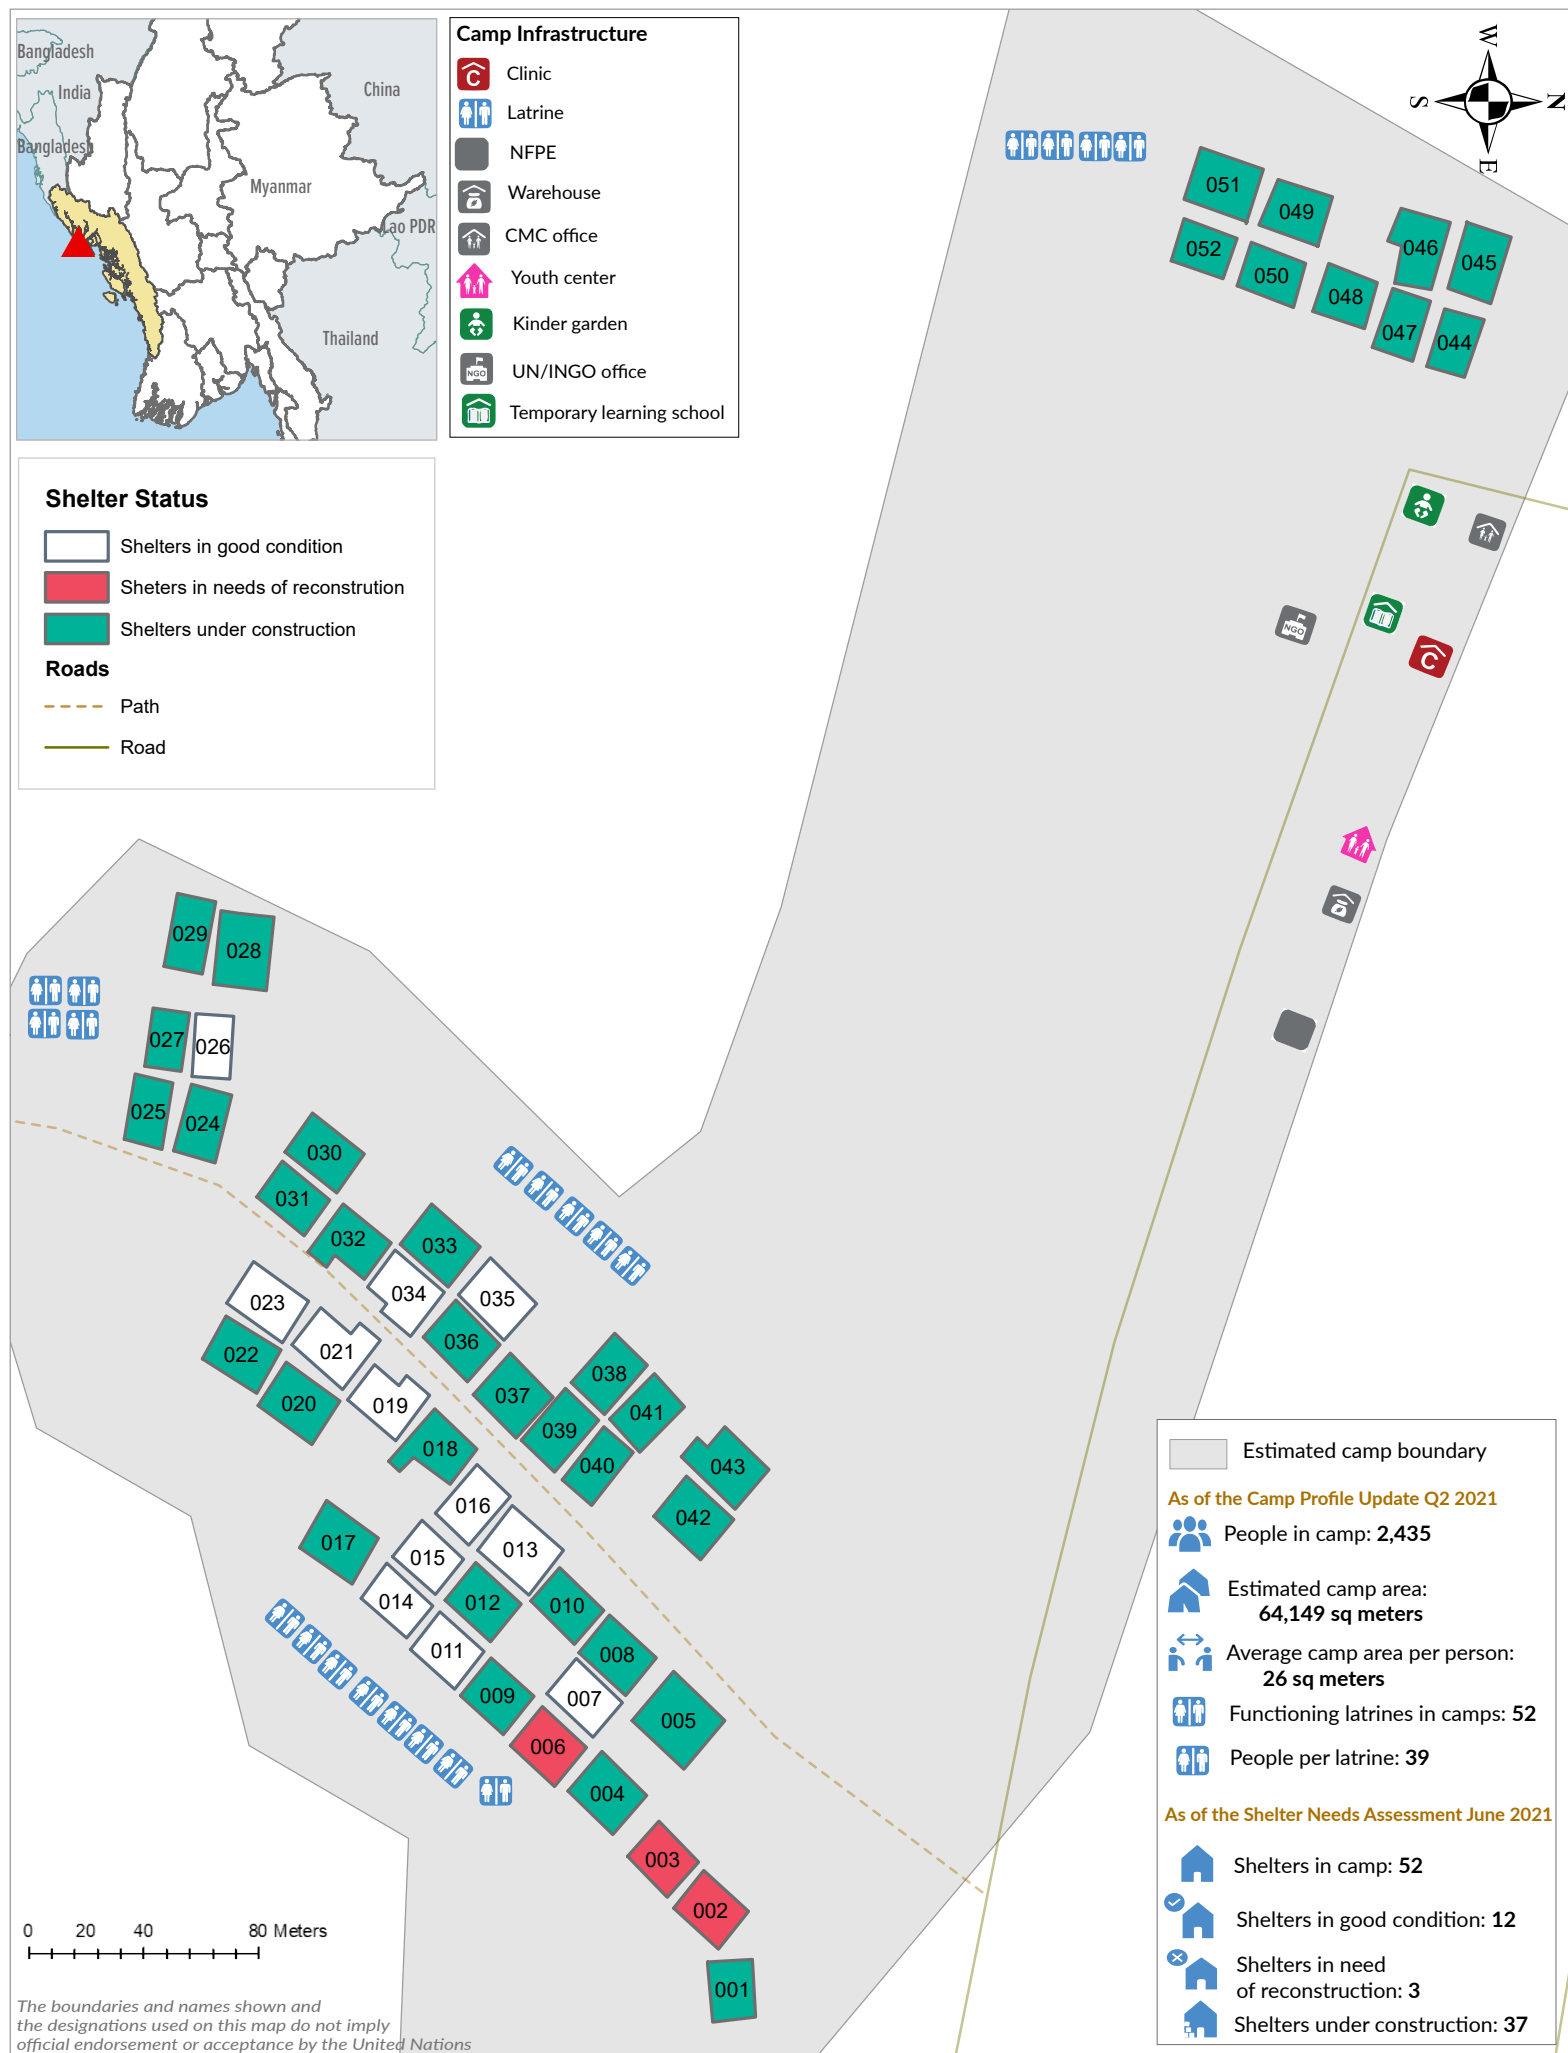 Bangladesh
India
Bangladesh
China
Myanmar
Lao PDR
Thailand
Camp Infrastructure
Clinic
Latrine
NFPE
Warehouse
CMC office
Youth center
Kinder garden
NGO
UN/INGO office
Temporary learning school
W
S
N
E
Shelter Status
Shelters in good condition
Sheters in needs of reconstrution
Shelters under construction
Roads
Path
Road
051
049
052
050
048
046
045
047
044
NGO
C
029
028
027
026
025
024
030
031
032
033
034
035
036
023
021
022
020
019
018
037
038
039
041
040
043
042
016
013
015
014
017
012
010
011
008
009
007
005
006
004
003
002
001
Estimated camp boundary
As of the Camp Profile Update Q2 2021
People in camp: 2,435
Estimated camp area:
64,149 sq meters
Average camp area per person:
26 sq meters
Functioning latrines in camps: 52
People per latrine: 39
As of the Shelter Needs Assessment June 2021
Shelters in camp: 52
Shelters in good condition: 12
Shelters in need
of reconstruction: 3
Shelters under construction: 37
0 20 40 80 Meters
The boundaries and names shown and
the designations used on this map do not imply
official endorsement or acceptance by the United Nations